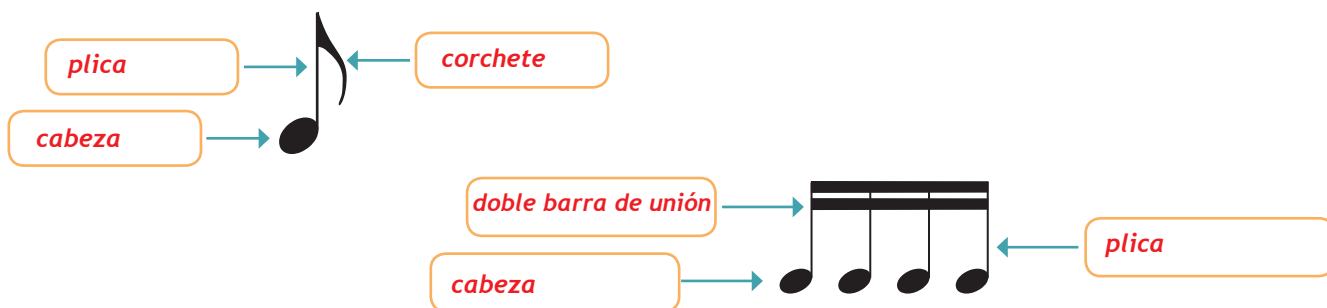 plica
corchete
cabeza
doble barra de unión
plica
cabeza